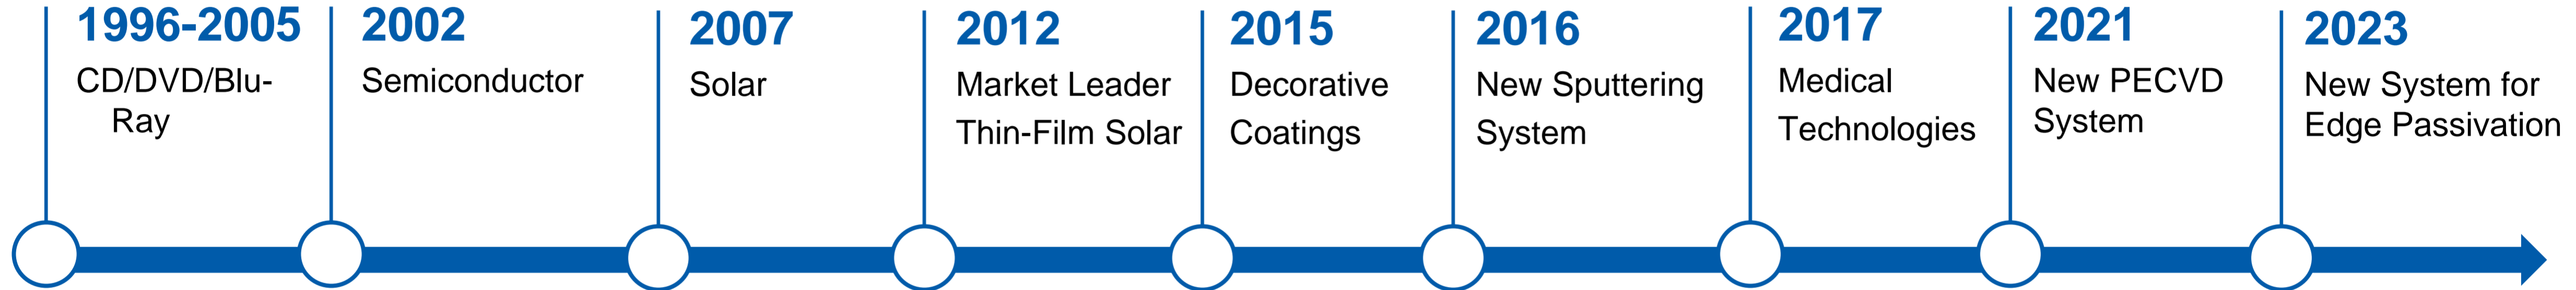 1996-2005
CD/DVD/Blu-
Ray
2002
Semiconductor
2007
Solar
2012
Market Leader
Thin-Film Solar
2015
Decorative
Coatings
2016
New Sputtering
System
2017
Medical
Technologies
2021
New PECVD
System
2023
New System for
Edge Passivation